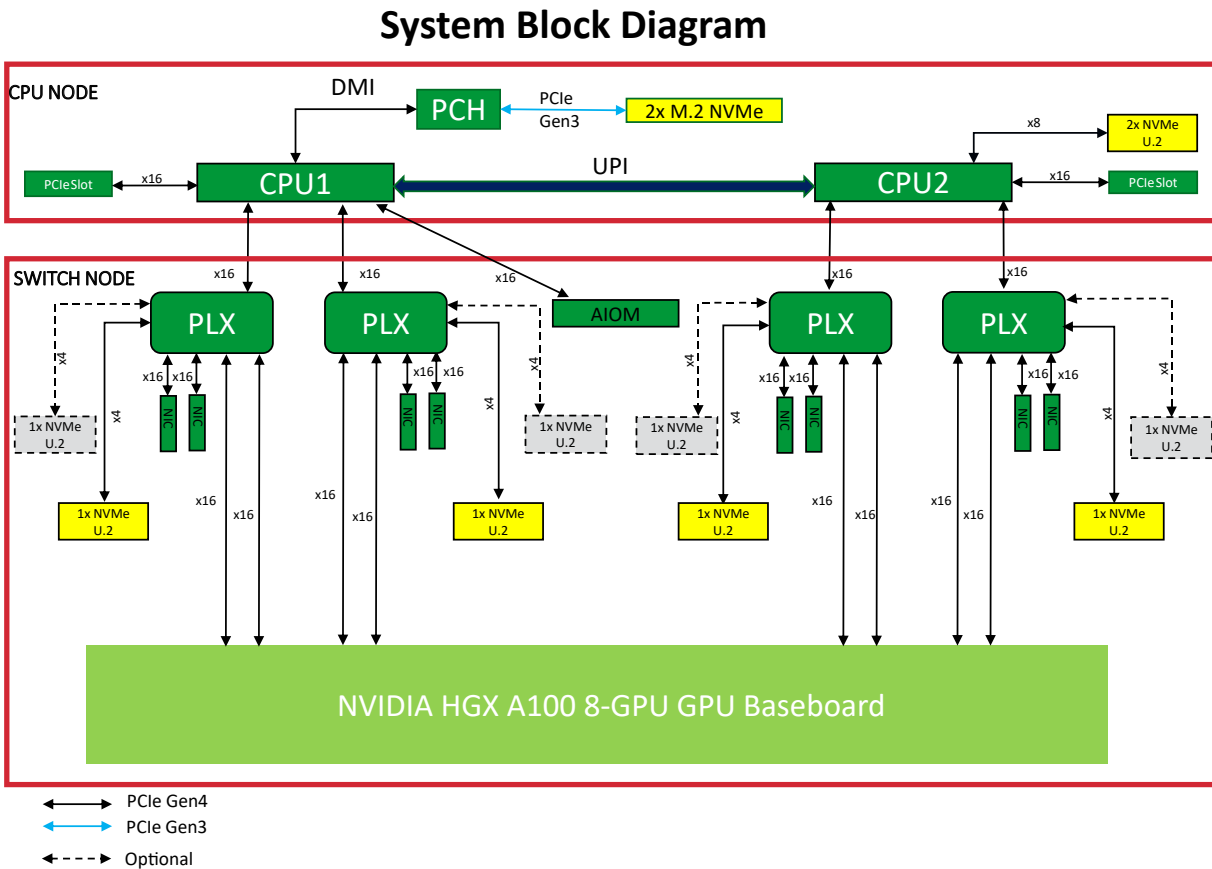 System Block Diagram
CPU NODE
DMI
PCH
PCIe
Gen3
2x M.2 NVMe
x8
2x NVMe
U.2
PCIeSlot
x16
CPU1
UPI
CPU2
x16
PCIeSlot
SWITCH NODE
x16
x16
x16
x16
x16
PLX
PLX
AIOM
PLX
PLX
x4
x4
x4
x4
x16
x16
x16
x16
x16
x16
x16
x16
x4
x4
x4
x4
NIC
NIC
NIC
NIC
NIC
NIC
NIC
NIC
1x NVMe
U.2
1x NVMe
U.2
1x NVMe
U.2
1x NVMe
U.2
x16
x16
x16
x16
x16
x16
x16
x16
1x NVMe
U.2
1x NVMe
U.2
1x NVMe
U.2
1x NVMe
U.2
NVIDIA HGX A100 8-GPU GPU Baseboard
PCIe Gen4
PCIe Gen3
Optional